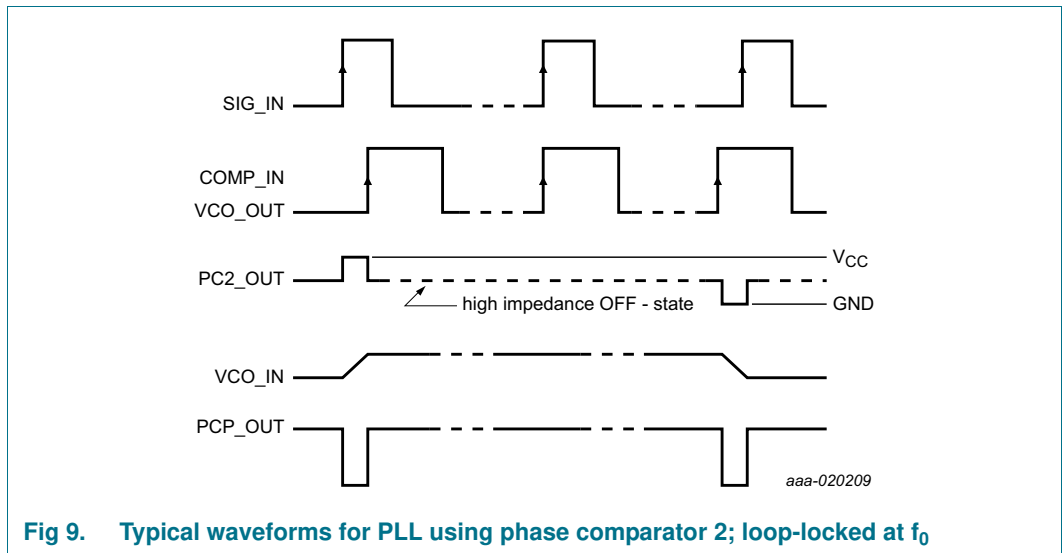 SIG_IN
COMP_IN
VCO_OUT
PC2_OUT
VCC
high impedance OFF - state
GND
VCO_IN
PCP_OUT
aaa-020209
Fig 9. Typical waveforms for PLL using phase comparator 2; loop-locked at f0